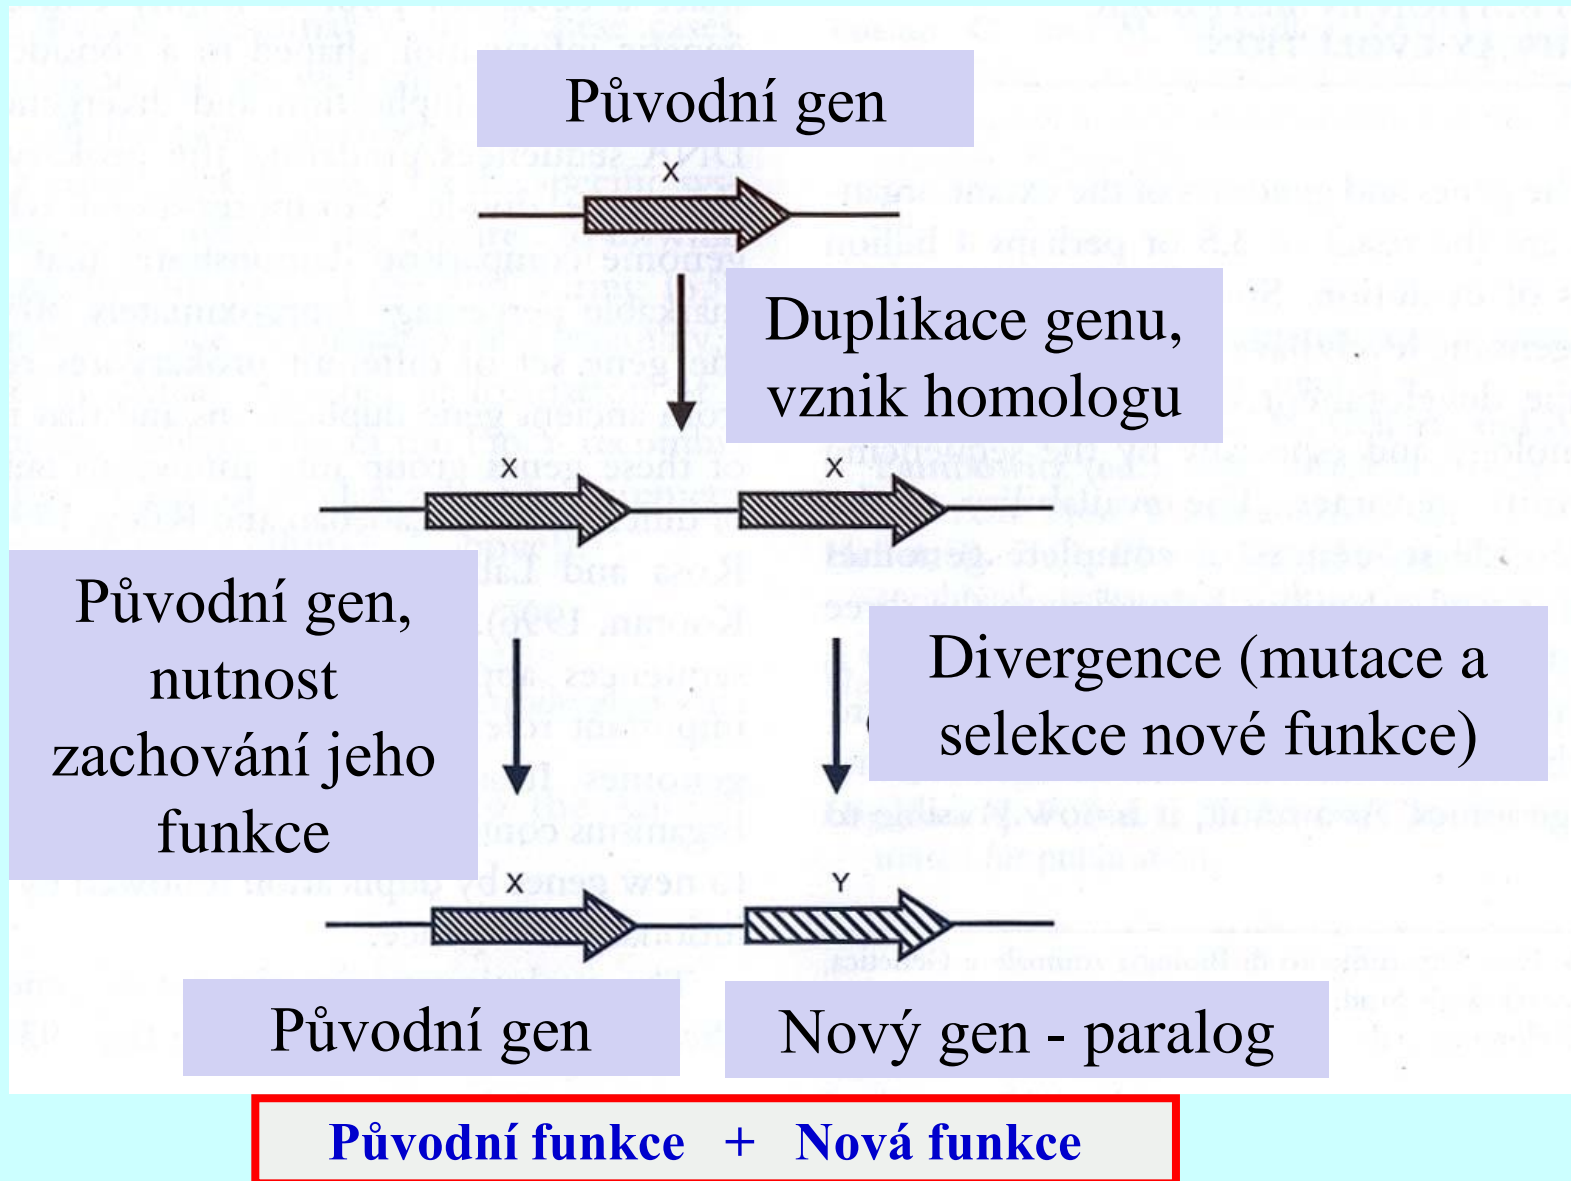 Původní gen
X
Duplikace genu,
vznik homologu
X X
Původní gen,
nutnost
zachování jeho
funkce
Divergence (mutace a
selekce nové funkce)
X Y
Původní gen
Nový gen - paralog
Původní funkce + Nová funkce